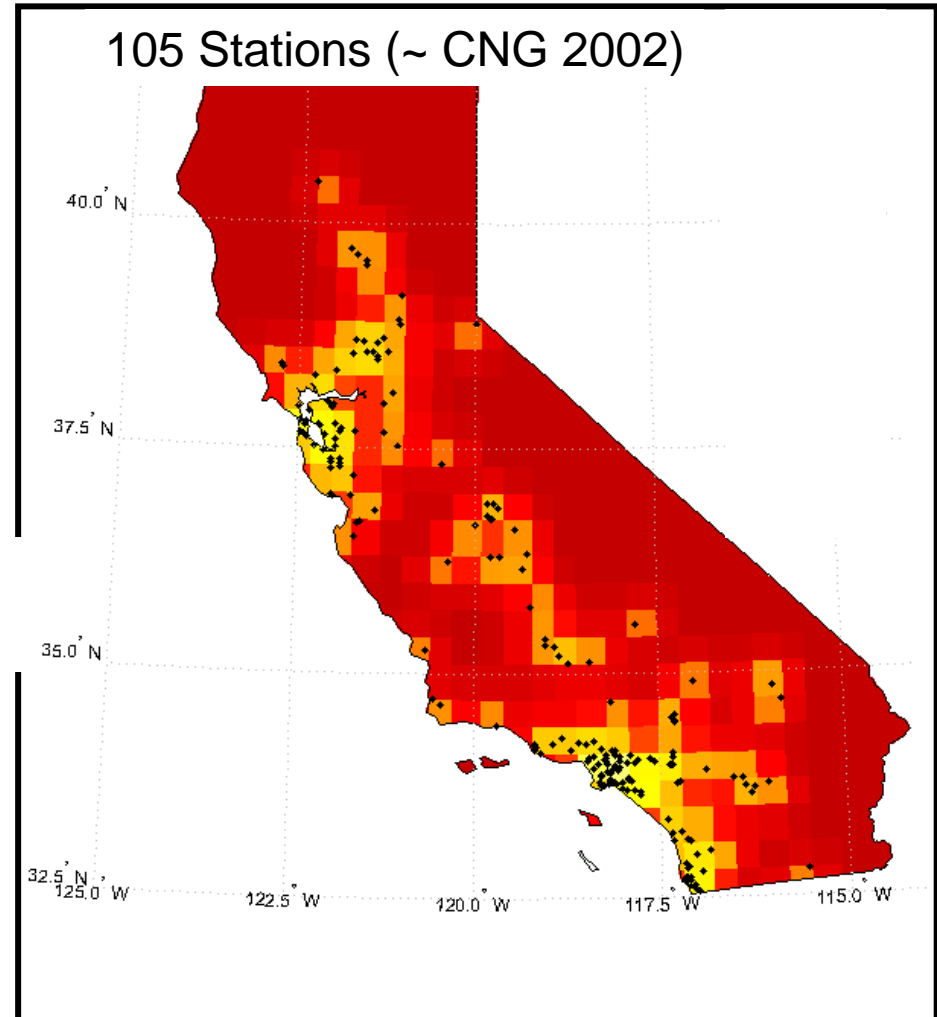 105 Stations (~ CNG 2002)
40.0° N
37.5° N
35.0° N
32.5° N
125.0° W
122.5° W
120.0° W
117.5° W
115.0° W